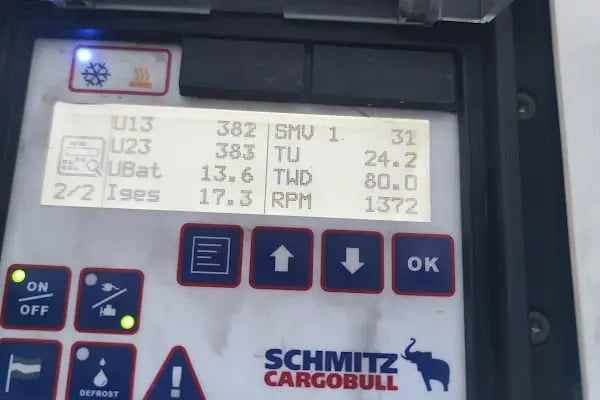 U13 382 SMV 1 31
U23 383 TU 24.2
UBat 13.6 TWD 80.0
2/2 Iges 17.3 RPM 1372
OK
ON
OFF
DEFROST
SCHMITZ
CARGOBULL